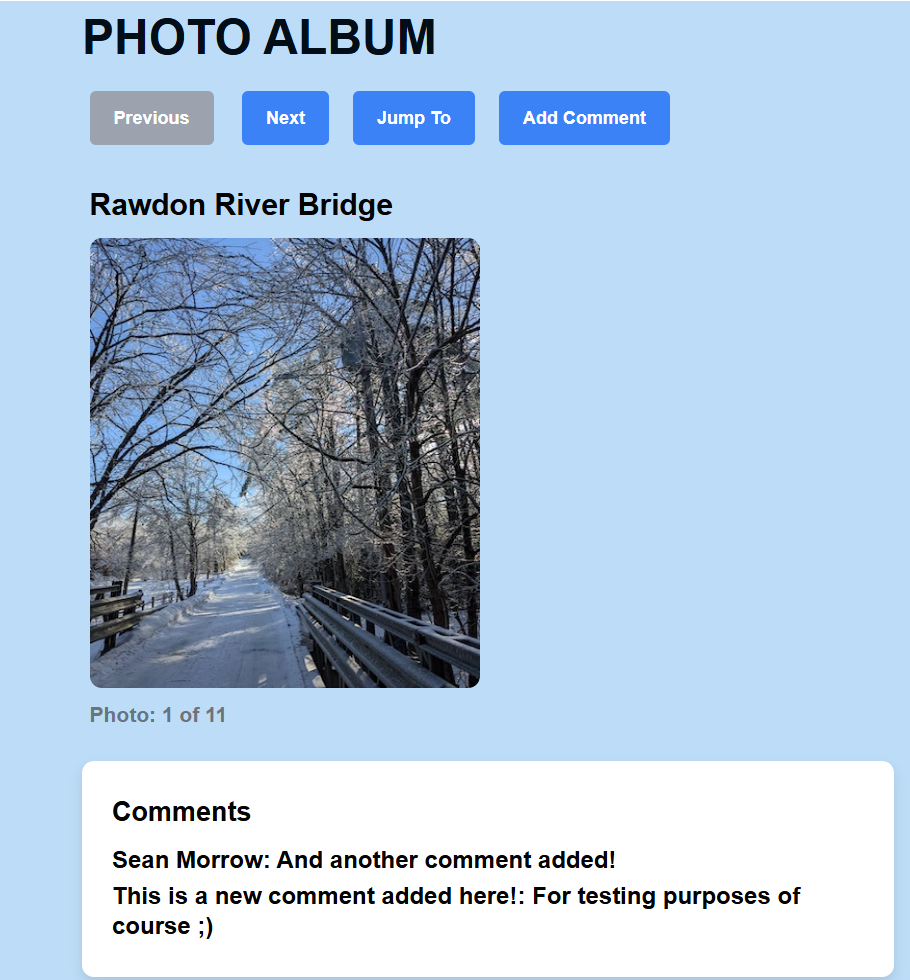 PHOTO ALBUM
Previous
Next
Jump To
Add Comment
Rawdon River Bridge
Photo: 1 of 11
Comments
Sean Morrow: And another comment added!
This is a new comment added here!: For testing purposes of
course ;)